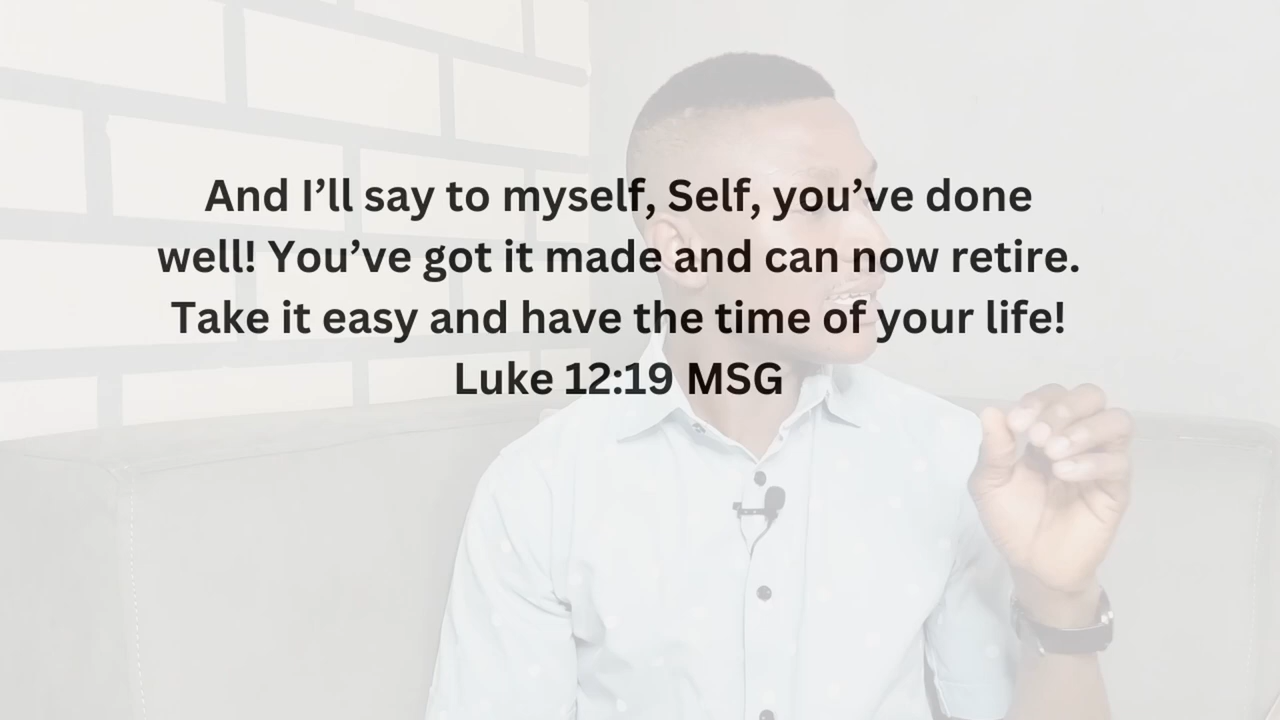 And I’ll say to myself, Self, you’ve done
well! You’ve got it made and can now retire.
Take it easy and have the time of your life!
Luke 12:19 MSG